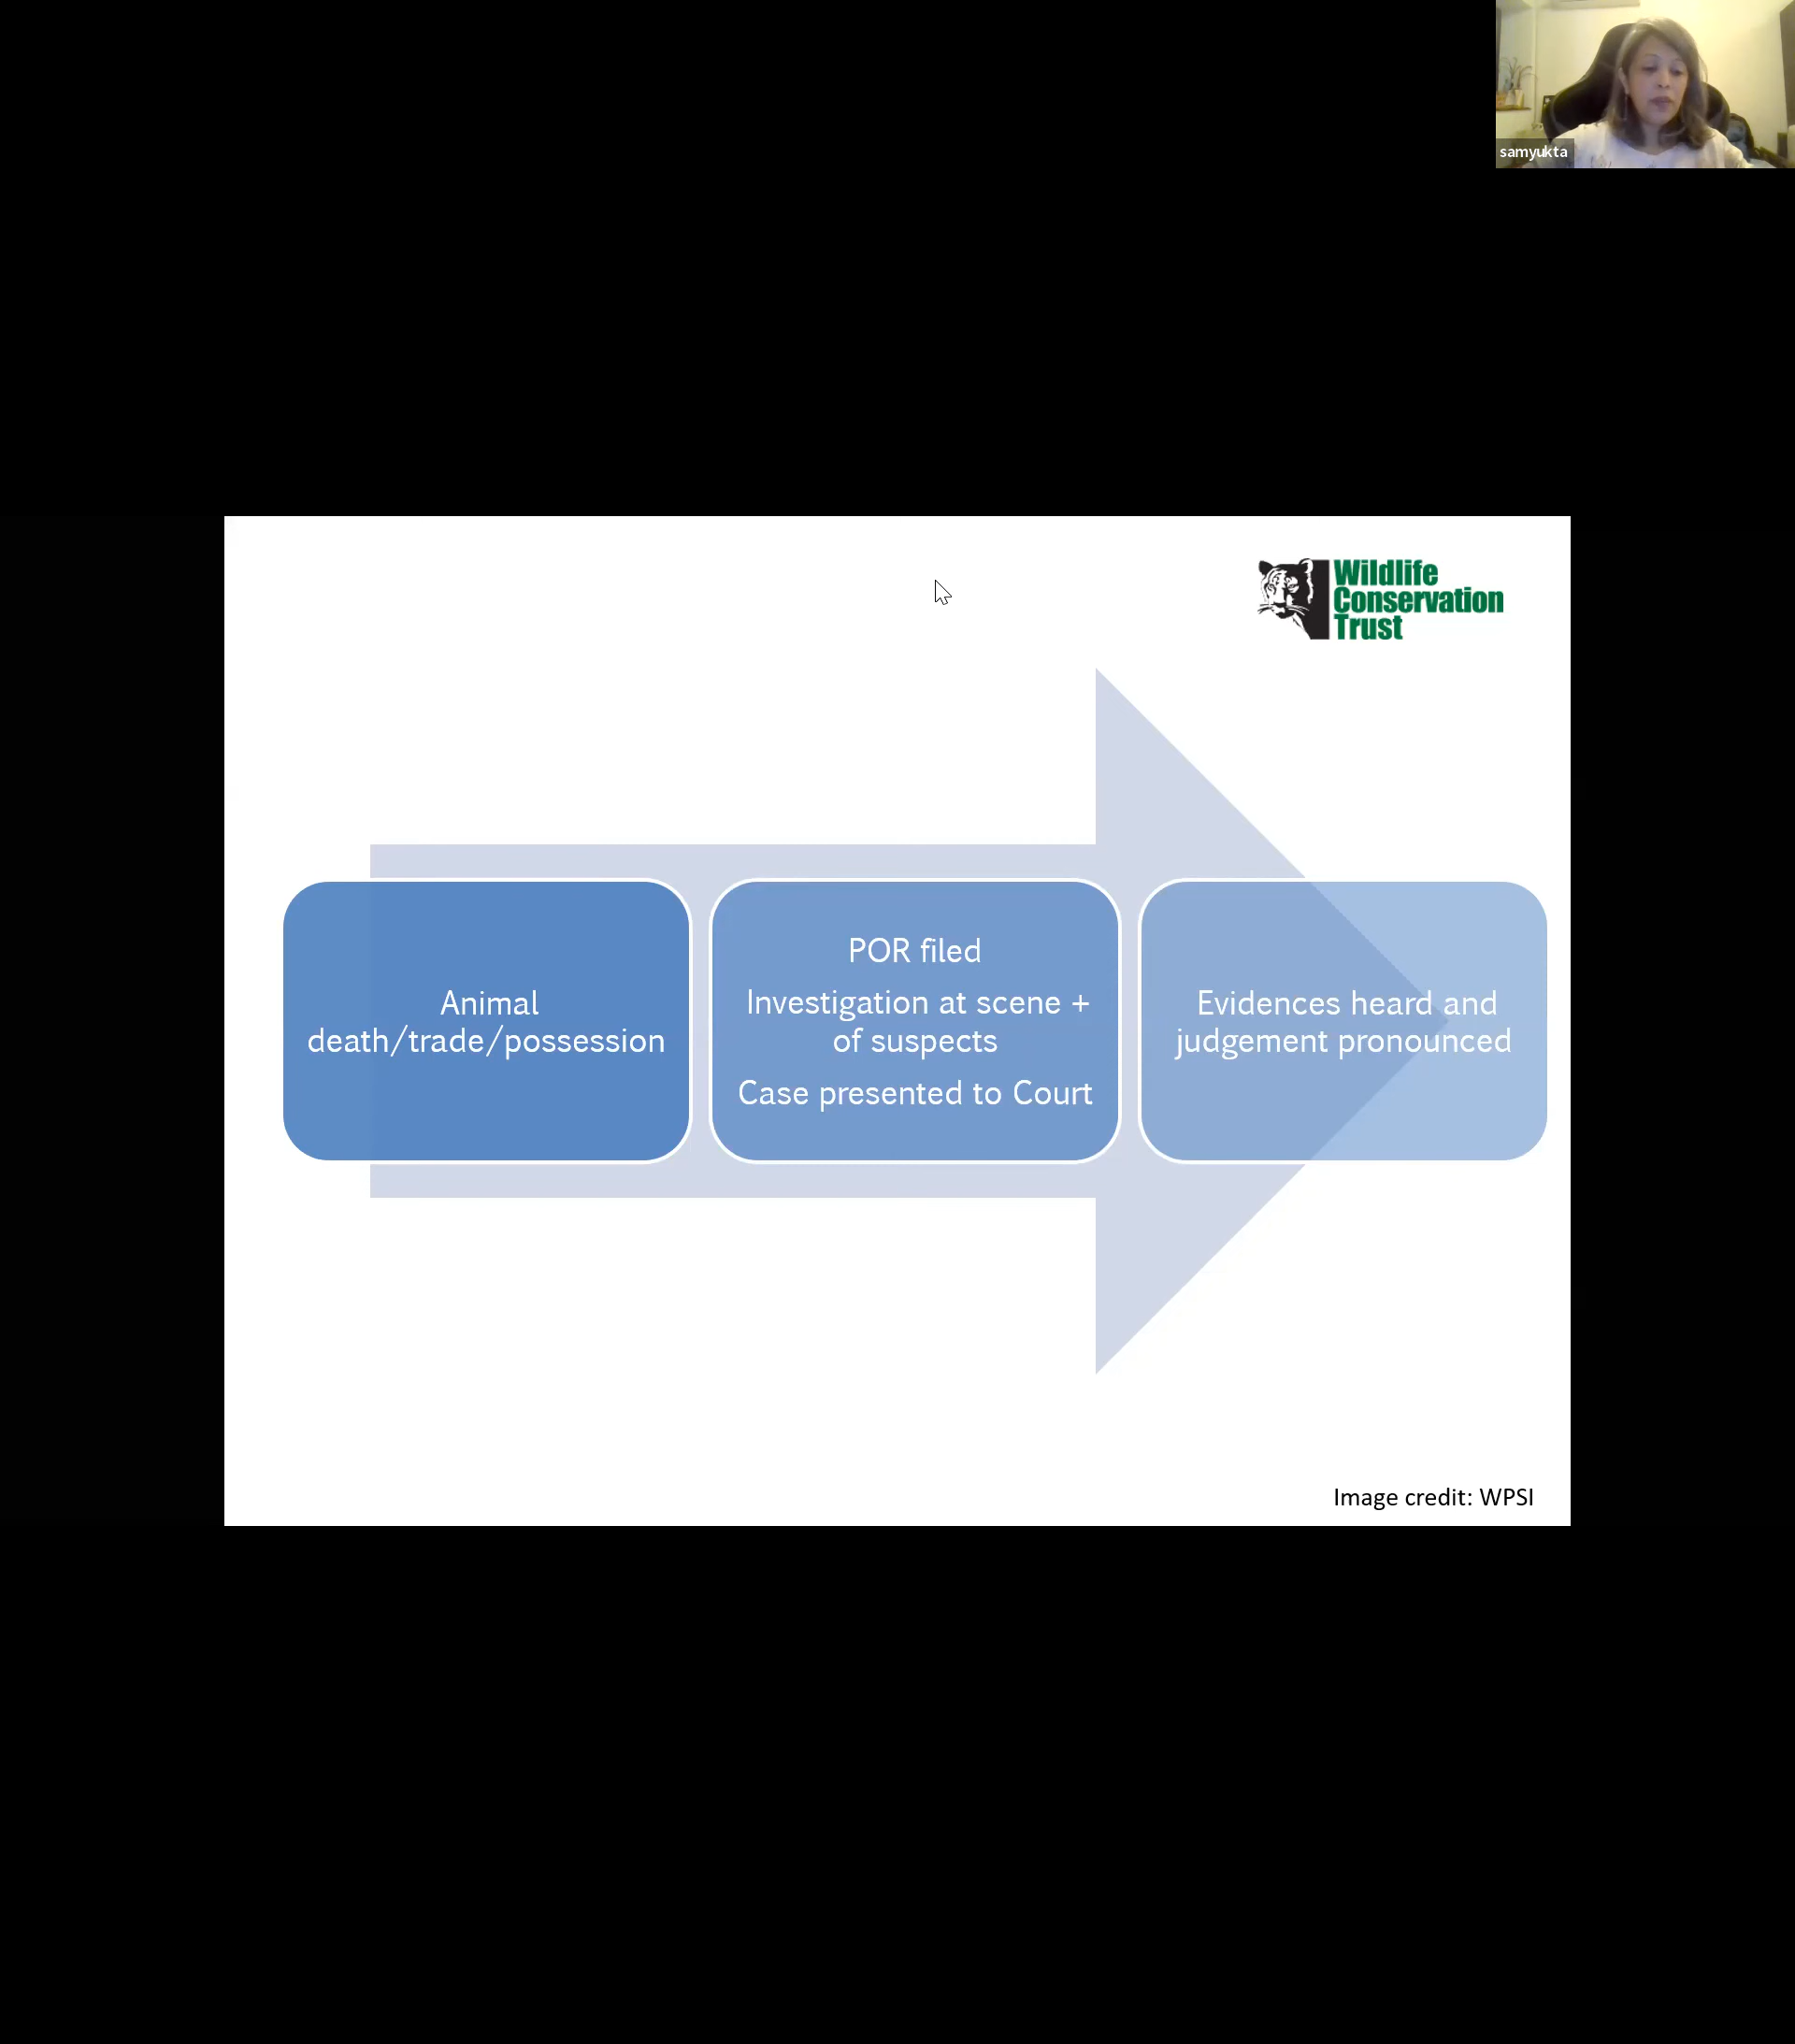 samyukta
Wildlife
Conservation
Trust
Animal
death/trade/possession
POR filed
Investigation at scene +
of suspects
Case presented to Court
Evidences heard and
judgement pronounced
Image credit: WPSI